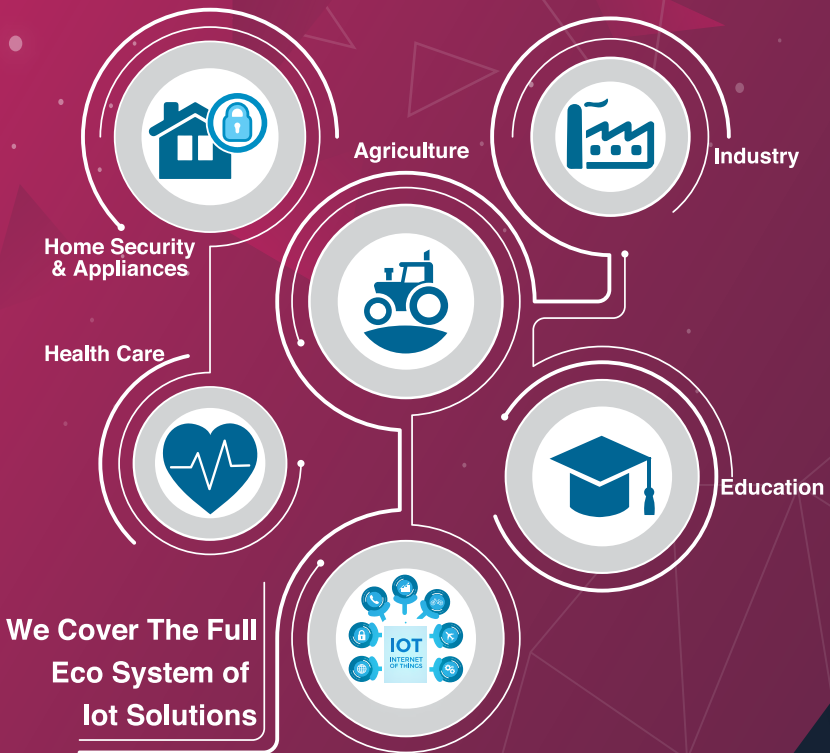 Agriculture
Industry
Home Security
& Appliances
Health Care
Education
We Cover The Full
Eco System of
Iot Solutions
IOT
INTERNET
OF THINGS